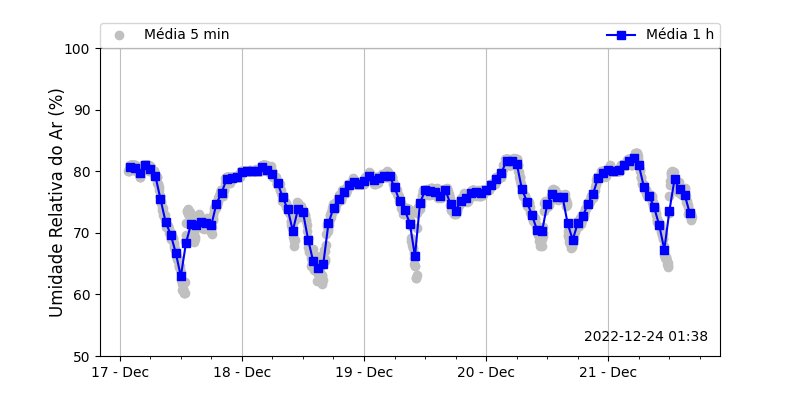 Média 5 min
Média 1 h
Umidade Relativa do Ar (%)
100
90
80
70
60
50
2022-12-24 01:38
17 - Dec
18 - Dec
19 - Dec
20 - Dec
21 - Dec